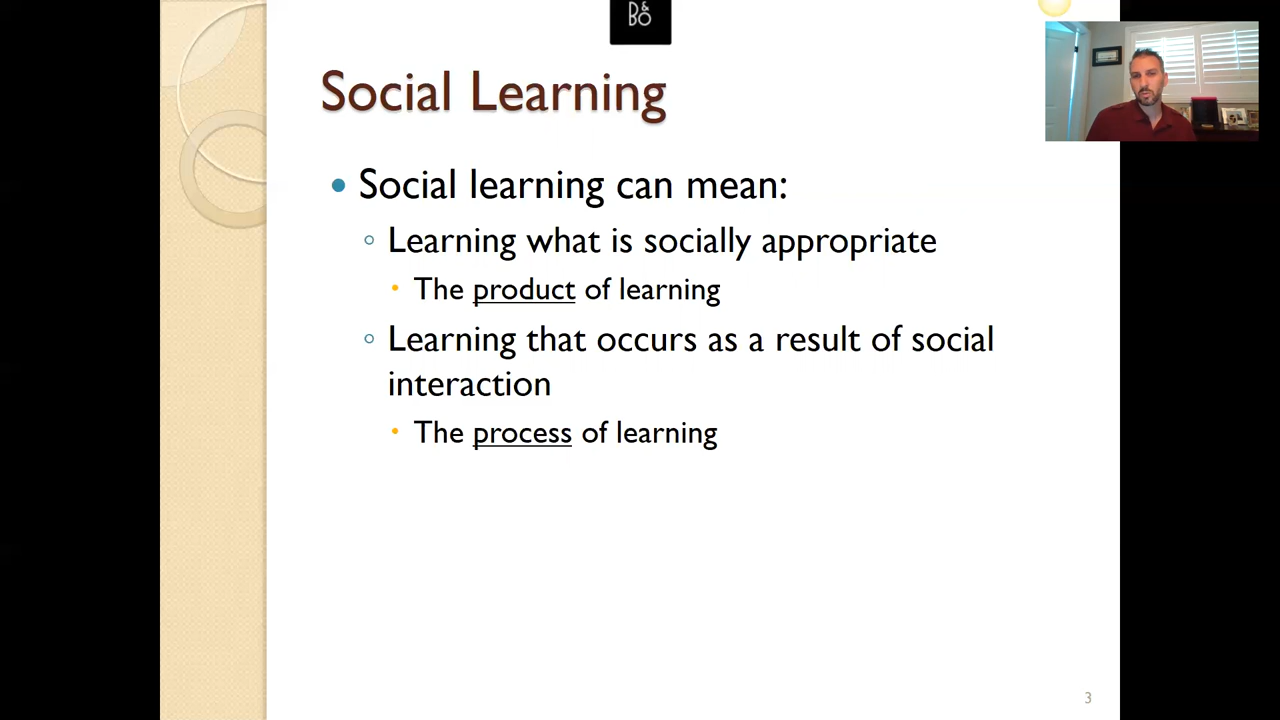 B&
BO
Social Learning
Social learning can mean:
Learning what is socially appropriate
The product of learning
Learning that occurs as a result of social
interaction
The process of learning
3